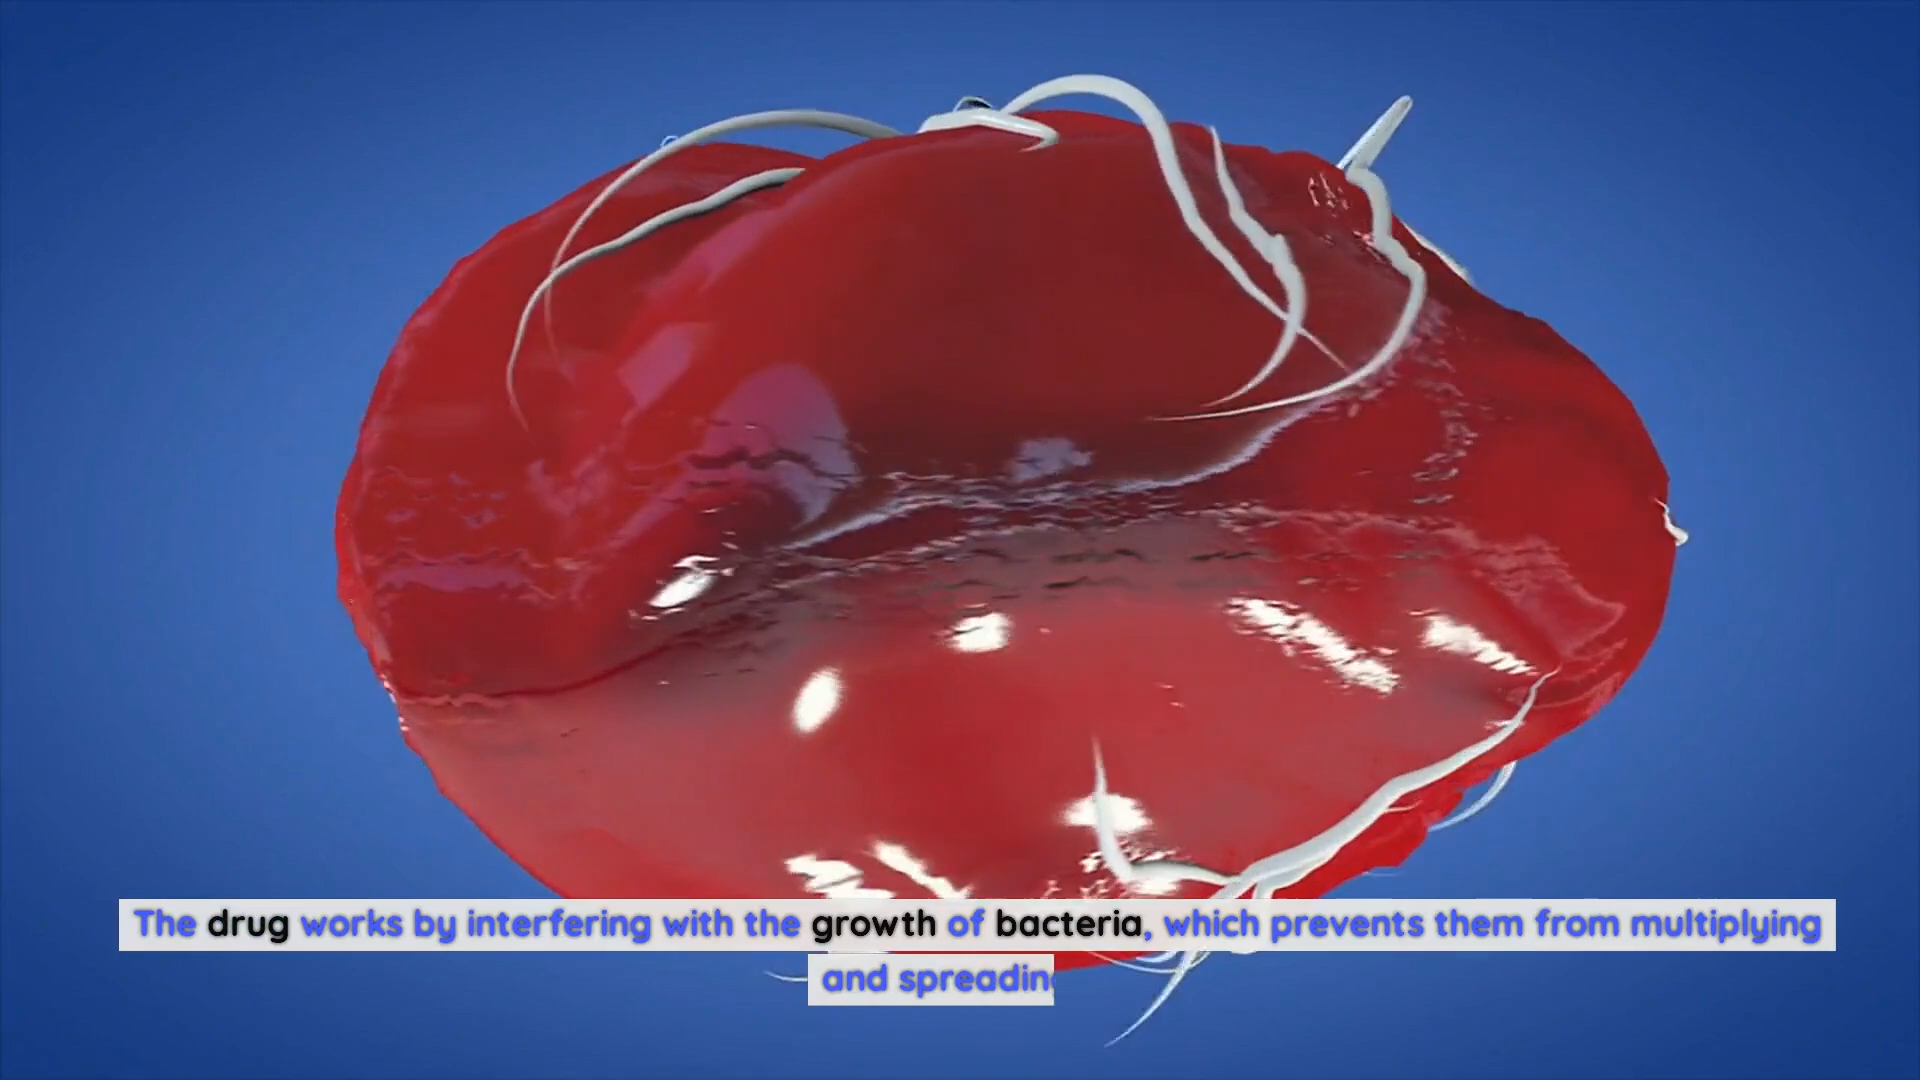 The drug works by interfering with the growth of bacteria, which prevents them from multiplying
and spreadin